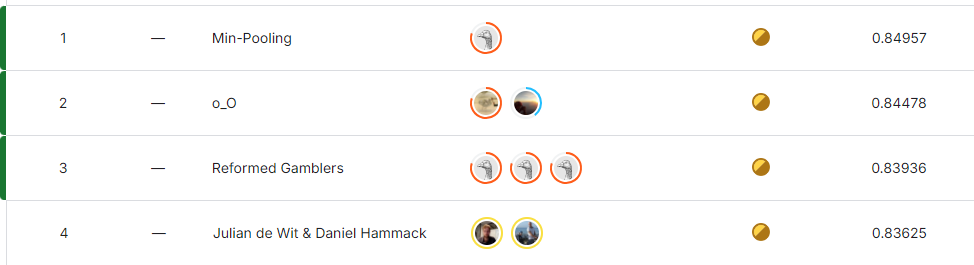 1 — Min-Pooling 0.84957
2 — o_O 0.84478
3 — Reformed Gamblers 0.83936
4 — Julian de Wit & Daniel Hammack 0.83625